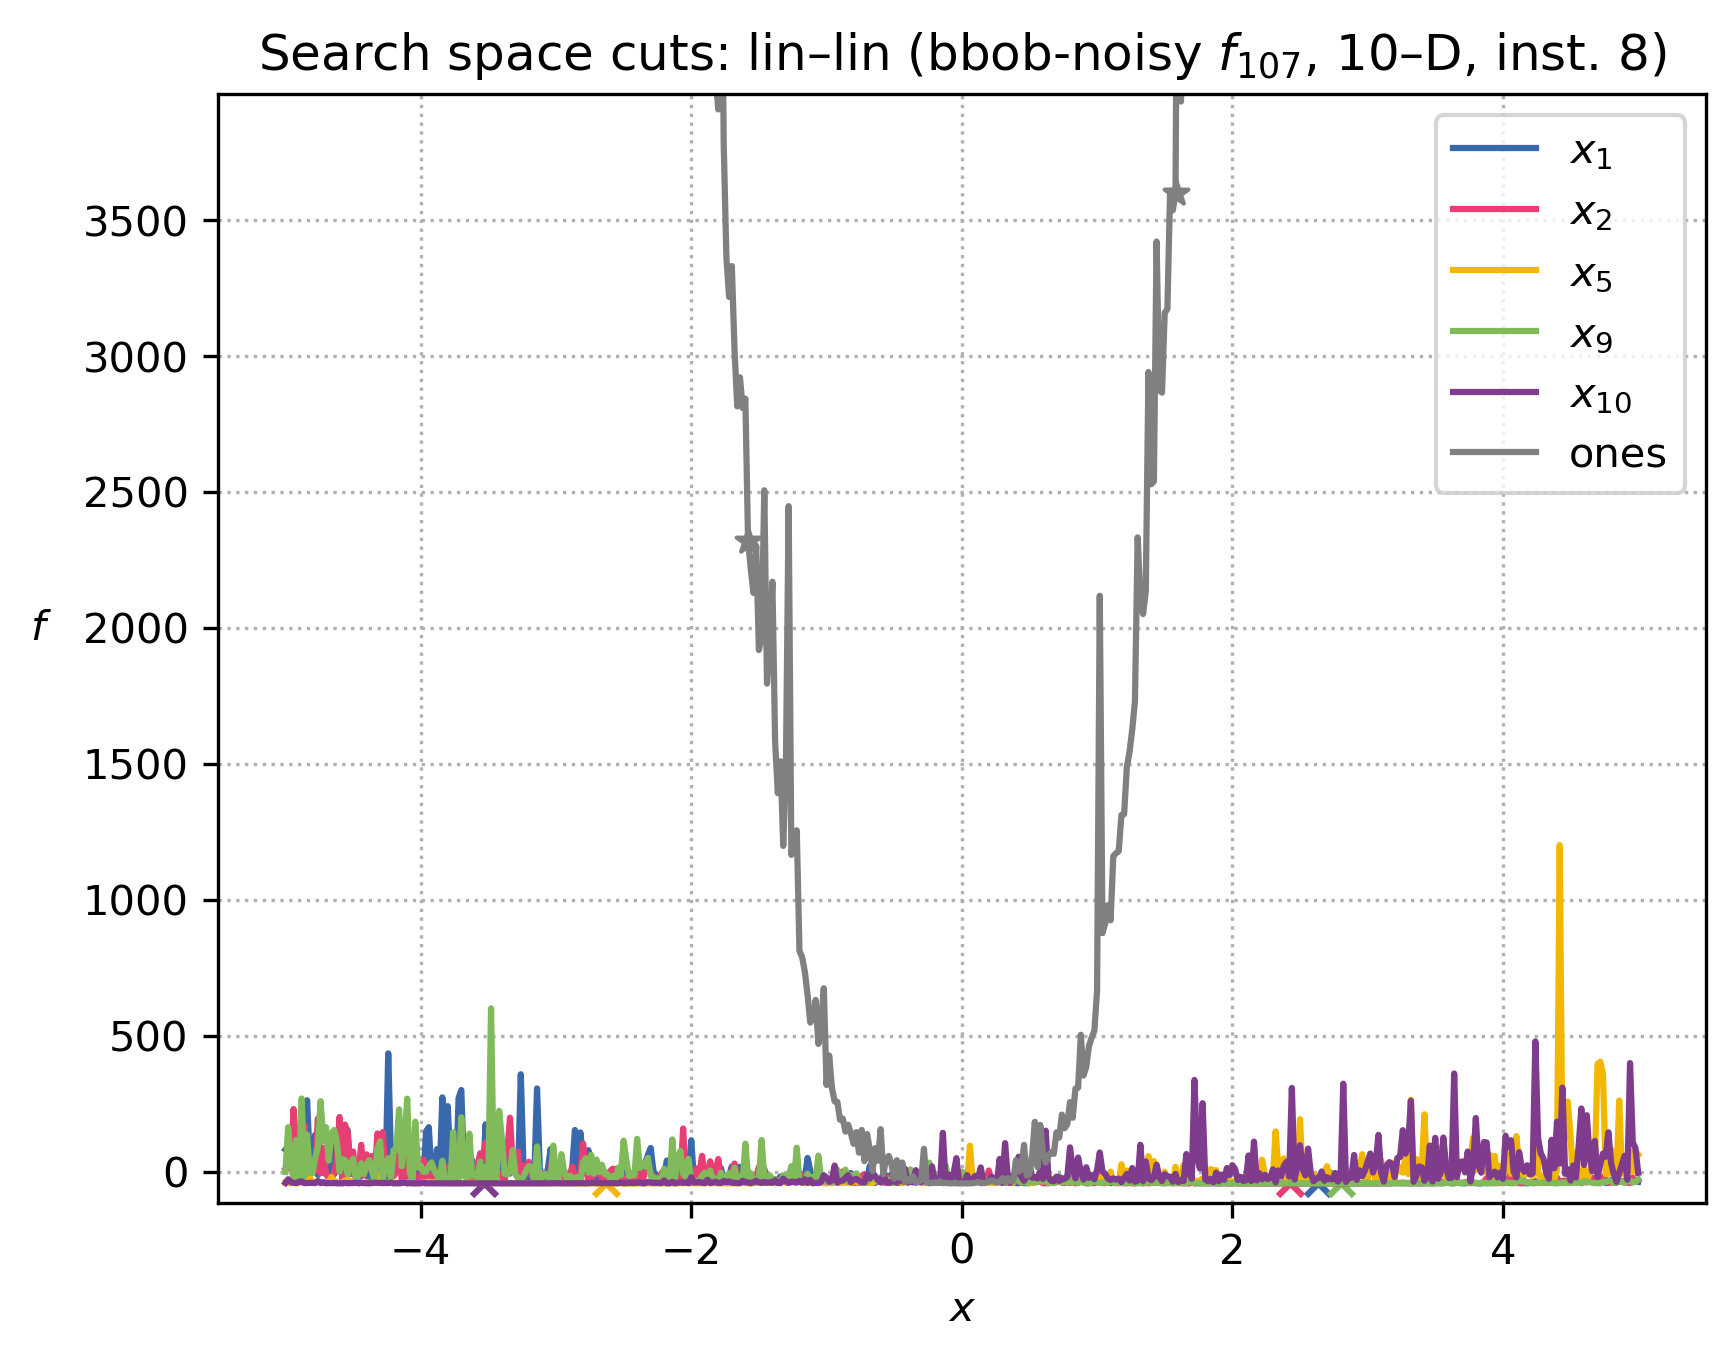 Search space cuts: lin–lin (bbob-noisy f₁₀₇, 10–D, inst. 8)
x₁
x₂
x₅
x₉
x₁₀
ones
3500
3000
2500
2000
1500
1000
500
0
f
−4
−2
0
2
4
x